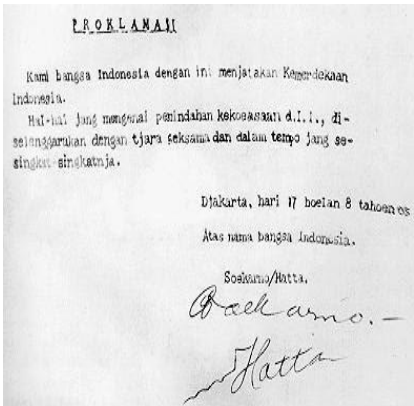 PROKLAMASI
Kami bangsa Indonesia dengan ini menjatakan Kemerdekaan
Indonesia.
Hal-hal jang mengenai pemindahan kekoeasaan d.l.l., di-
selenggarakan dengan tjara seksama dan dalam tempo jang se-
singkat-singkatnja.
Djakarta, hari 17 boelan 8 tahoen 05
Atas nama bangsa Indonesia.
Soekarno/Hatta.
Soekarno.-
Hatta